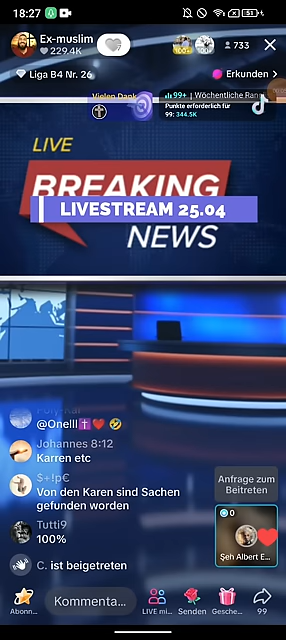 18:27
Ex-muslim
229.4K
733
Liga B4 Nr. 26
Erkunden
Vielen Dank
99+ | Wöchentliche Ran
Punkte erforderlich für
99: 344.5K
LIVE
BREAKING
LIVESTREAM 25.04
NEWS
@Onelll
Johannes 8:12
Karren etc
$+!p€
Von den Karen sind Sachen
gefunden worden
Tutti9
100%
C. ist beigetreten
Anfrage zum
Beitreten
0
Şeh Albert E...
Kommenta...
Abonn...
LIVE mi...
Senden
Gesche...
99